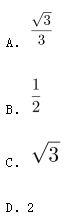 A. √3/3
B. 1/2
C. √3
D. 2